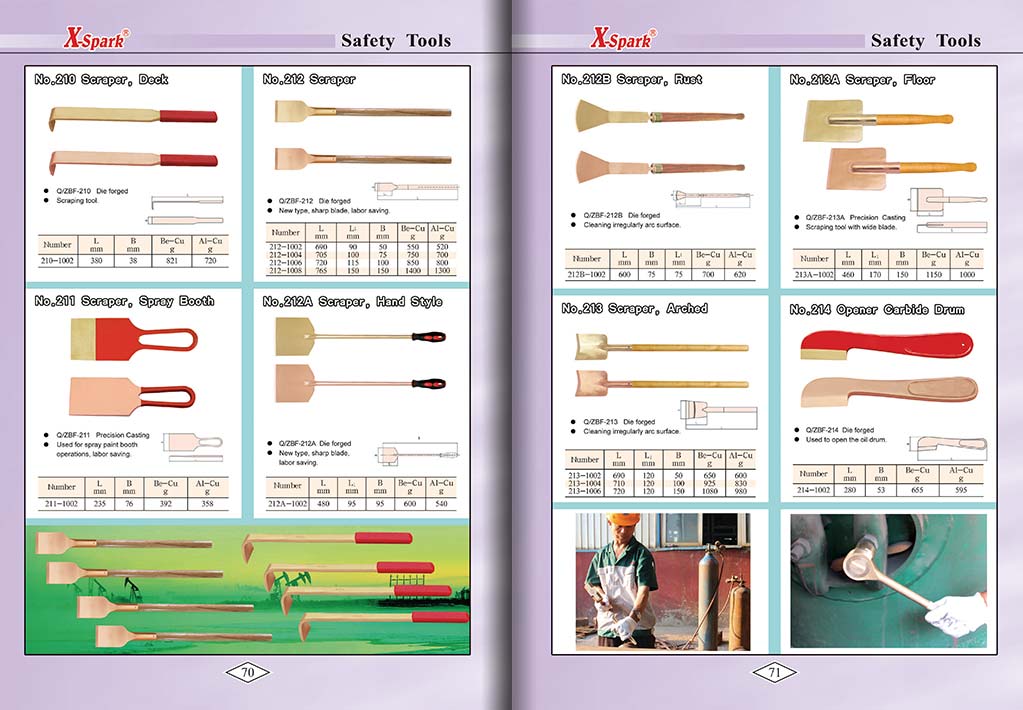 X-Spark®
Safety Tools
No.210 Scraper, Deck
Q/ZBF-210 Die forged
Scraping tool.
Number L mm B mm Be-Cu g Al-Cu g
210-1002 380 38 821 720
No.212 Scraper
Q/ZBF-212 Die forged
New type, sharp blade, labor saving.
Number L mm L1 mm B mm Be-Cu g Al-Cu g
212-1002 690 90 50 550 520
212-1004 705 100 75 750 700
212-1006 720 115 100 850 800
212-1008 765 150 150 1400 1300
No.211 Scraper, Spray Booth
Q/ZBF-211 Precision Casting
Used for spray paint booth
operations, labor saving.
Number L mm B mm Be-Cu g Al-Cu g
211-1002 235 76 392 358
No.212A Scraper, Hand Style
Q/ZBF-212A Die forged
New type, sharp blade,
labor saving.
Number L mm L1 mm B mm Be-Cu g Al-Cu g
212A-1002 480 95 95 600 540
70
X-Spark®
Safety Tools
No.212B Scraper, Rust
Q/ZBF-212B Die forged
Cleaning irregularly arc surface.
Number L mm B mm L1 mm Be-Cu g Al-Cu g
212B-1002 600 75 75 700 620
No.213A Scraper, Floor
Q/ZBF-213A Precision Casting
Scraping tool with wide blade.
Number L mm L1 mm B mm Be-Cu g Al-Cu g
213A-1002 460 170 150 1150 1000
No.213 Scraper, Arched
Q/ZBF-213 Die forged
Cleaning irregularly arc surface.
Number L mm L1 mm B mm Be-Cu g Al-Cu g
213-1002 690 120 50 650 600
213-1004 710 120 100 925 830
213-1006 720 120 150 1080 980
No.214 Opener Carbide Drum
Q/ZBF-214 Die forged
Used to open the oil drum.
Number L mm B mm Be-Cu g Al-Cu g
214-1002 280 53 655 595
71